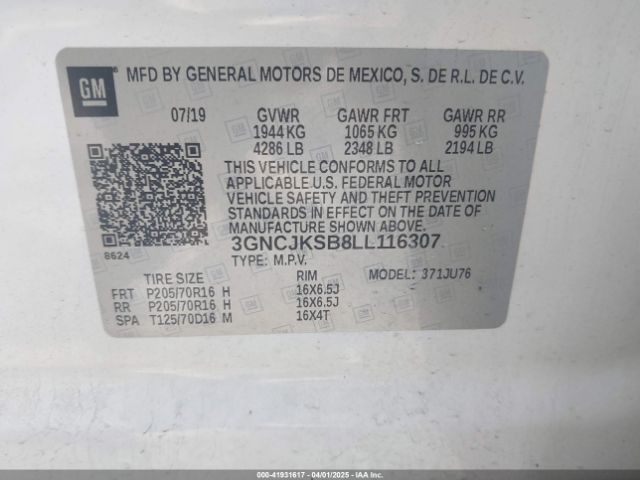 GM
MFD BY GENERAL MOTORS DE MEXICO, S. DE R.L. DE C.V.
07/19 GVWR GAWR FRT GAWR RR
1944 KG 1065 KG 995 KG
4286 LB 2348 LB 2194 LB
THIS VEHICLE CONFORMS TO ALL
APPLICABLE U.S. FEDERAL MOTOR
VEHICLE SAFETY AND THEFT PREVENTION
STANDARDS IN EFFECT ON THE DATE OF
MANUFACTURE SHOWN ABOVE.
3GNCJKSB8LL116307
8624 TYPE: M.P.V.
TIRE SIZE RIM MODEL: 371JU76
FRT P205/70R16 H 16X6.5J
RR P205/70R16 H 16X6.5J
SPA T125/70D16 M 16X4T
000-41931617 - 04/01/2025 - IAAI.COM